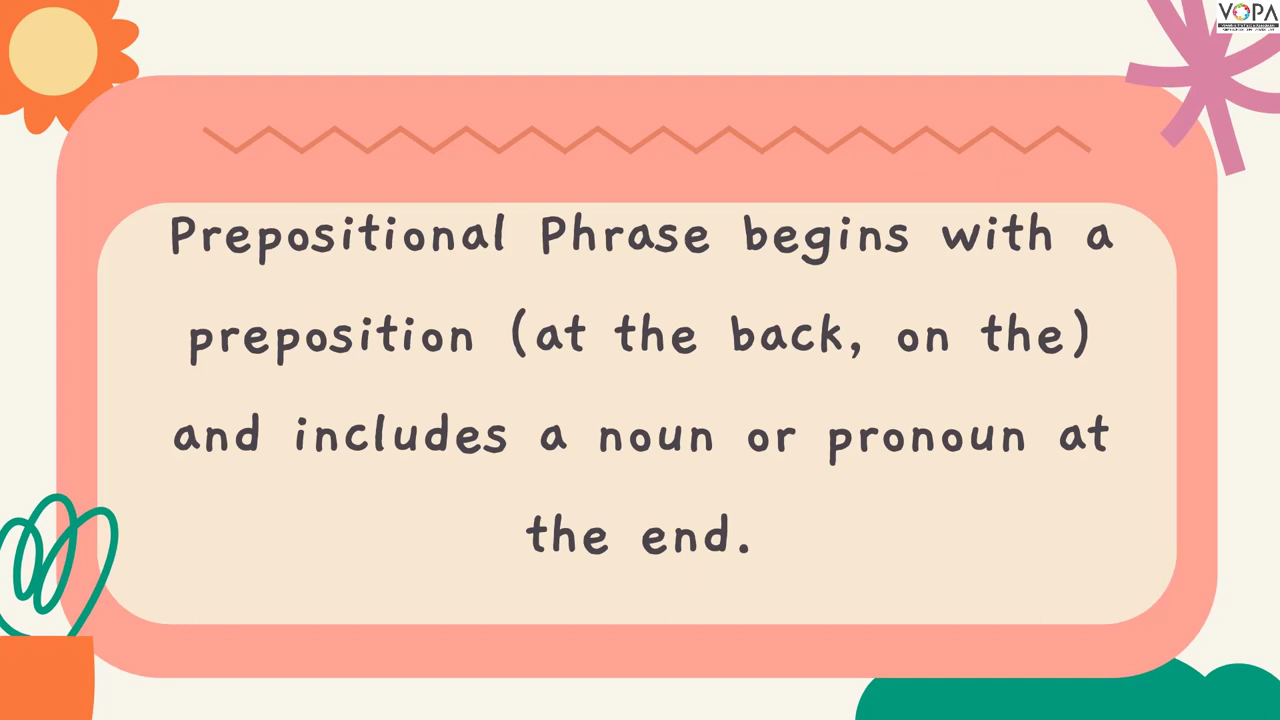 VOPA
Prepositional Phrase begins with a
preposition (at the back, on the)
and includes a noun or pronoun at
the end.